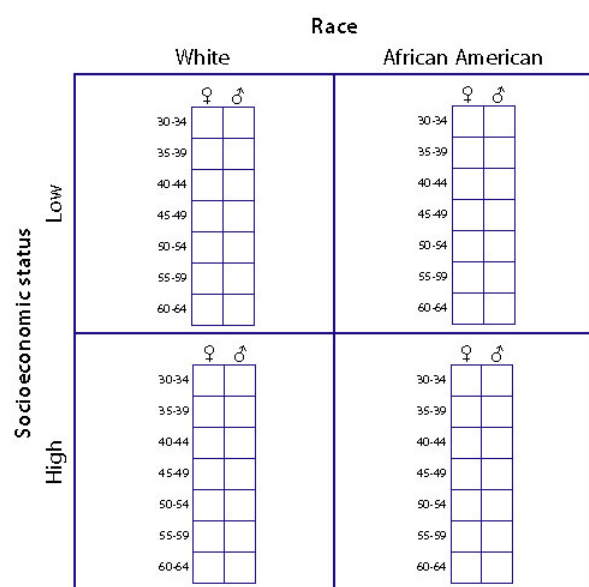 Race
White African American
Socioeconomic status
Low
♀ ♂ ♀ ♂
30-34 30-34
35-39 35-39
40-44 40-44
45-49 45-49
50-54 50-54
55-59 55-59
60-64 60-64
High
♀ ♂ ♀ ♂
30-34 30-34
35-39 35-39
40-44 40-44
45-49 45-49
50-54 50-54
55-59 55-59
60-64 60-64